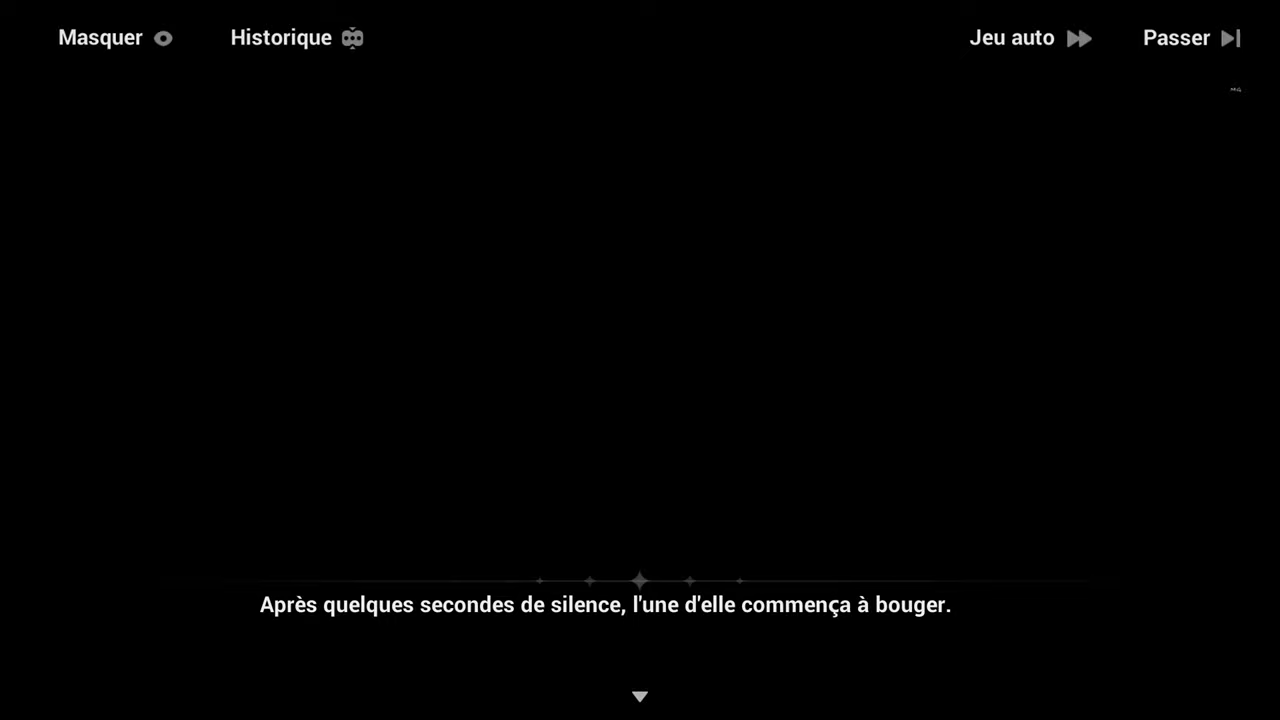 Masquer
Historique
Jeu auto
Passer
Après quelques secondes de silence, l'une d'elle commença à bouger.